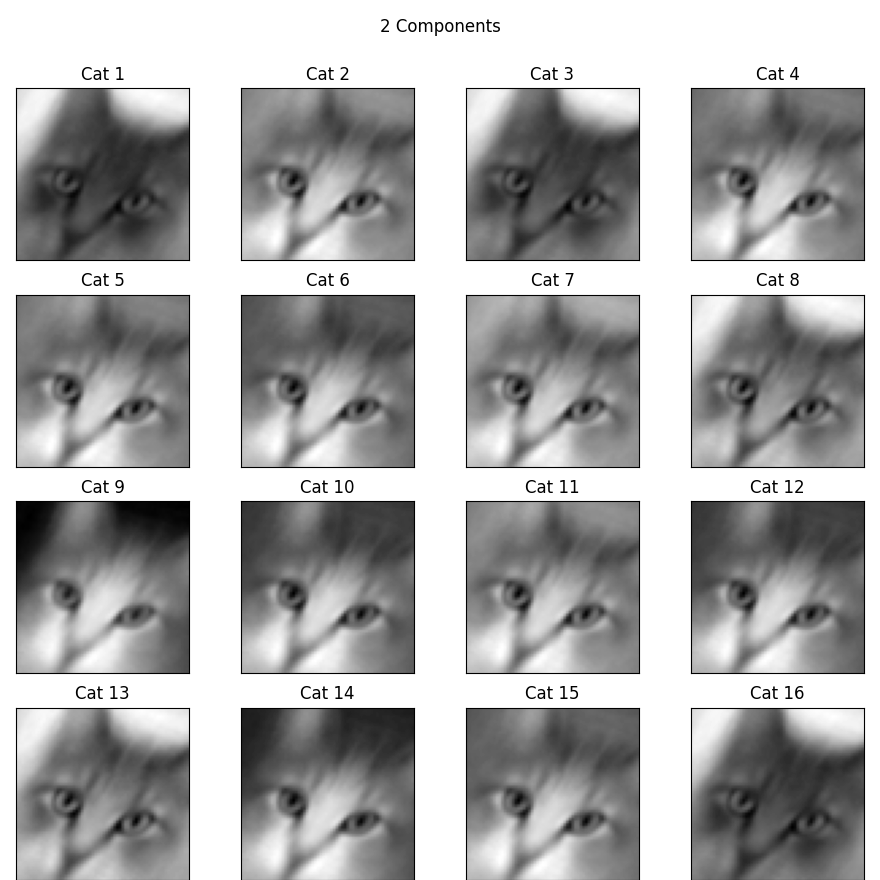 2 Components
Cat 1 Cat 2 Cat 3 Cat 4
Cat 5 Cat 6 Cat 7 Cat 8
Cat 9 Cat 10 Cat 11 Cat 12
Cat 13 Cat 14 Cat 15 Cat 16